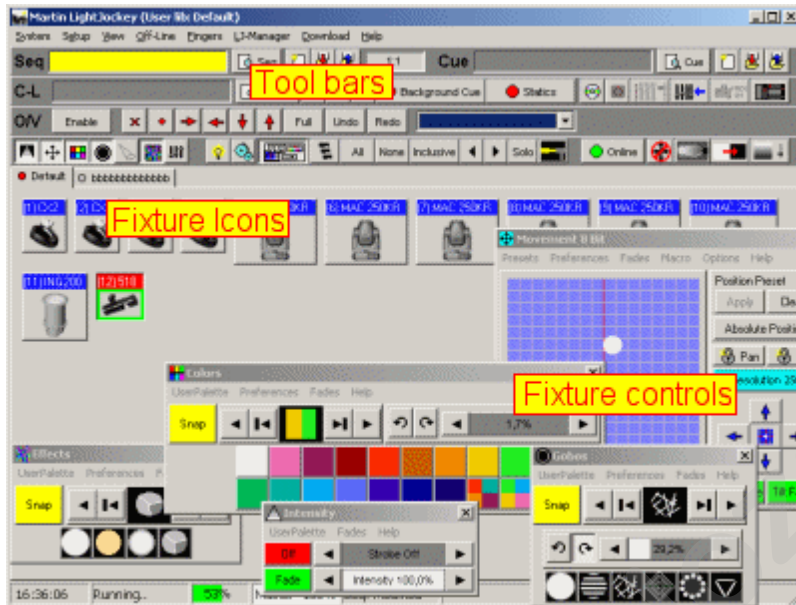 Martin LightJockey (User lib: Default)
System Setup View Off-Line Fingers LJ-Manager Download Help
Seq Cue Cue
Tool bars
C-L Background Cue Statics
O/V Enable Full Undo Redo
All None Inclusive Solo Online
Default bbbbbbbbbbbbb
Fixture Icons
[6] MAC 250KR [7] MAC 250KR [8] MAC 250KR [9] MAC 250KR [10] MAC 250KR
Movement 8 Bit
Presets Preferences Fades Macro Options Help
[12] 518
Position Preset
Apply
Pan
Colors
UserPalette Preferences Fades Help
Fixture controls
Snap 1,7%
Effects
UserPalette Preferences
Snap
Intensity
UserPalette Fades Help
Off Stroke Off
Fade Intensity 100,0%
Gobos
UserPalette Preferences Fades Help
Snap
29,2%
16:36:06 Running.. 53%